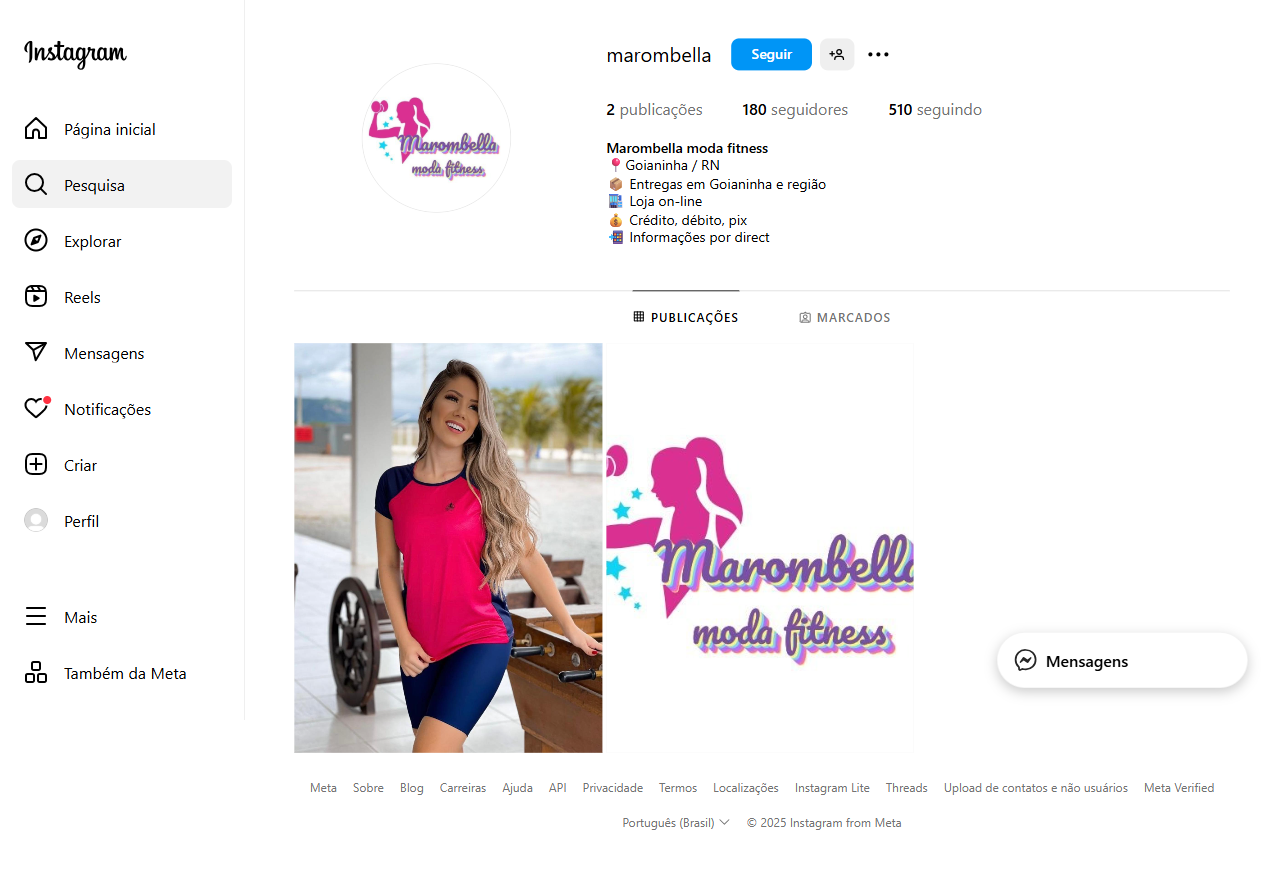 Instagram
Página inicial
Pesquisa
Explorar
Reels
Mensagens
Notificações
Criar
Perfil
Mais
Também da Meta
Marombella
moda fitness
marombella
Seguir
2 publicações
180 seguidores
510 seguindo
Marombella moda fitness
📍Goianinha / RN
📦 Entregas em Goianinha e região
🏪 Loja on-line
💰 Crédito, débito, pix
📲 Informações por direct
PUBLICAÇÕES
MARCADOS
Marombella
moda fitness
Mensagens
Meta Sobre Blog Carreiras Ajuda API Privacidade Termos Localizações Instagram Lite Threads Upload de contatos e não usuários Meta Verified
Português (Brasil) © 2025 Instagram from Meta